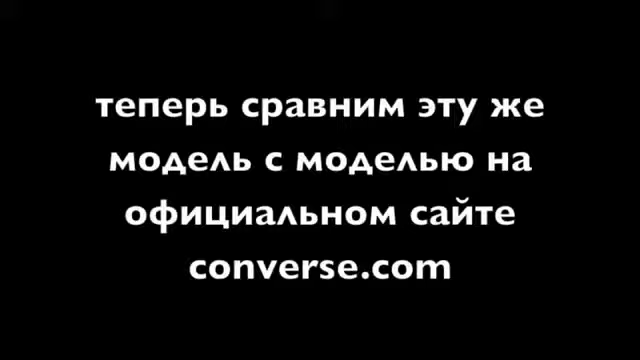 теперь сравним эту же
модель с моделью на
официальном сайте
converse.com